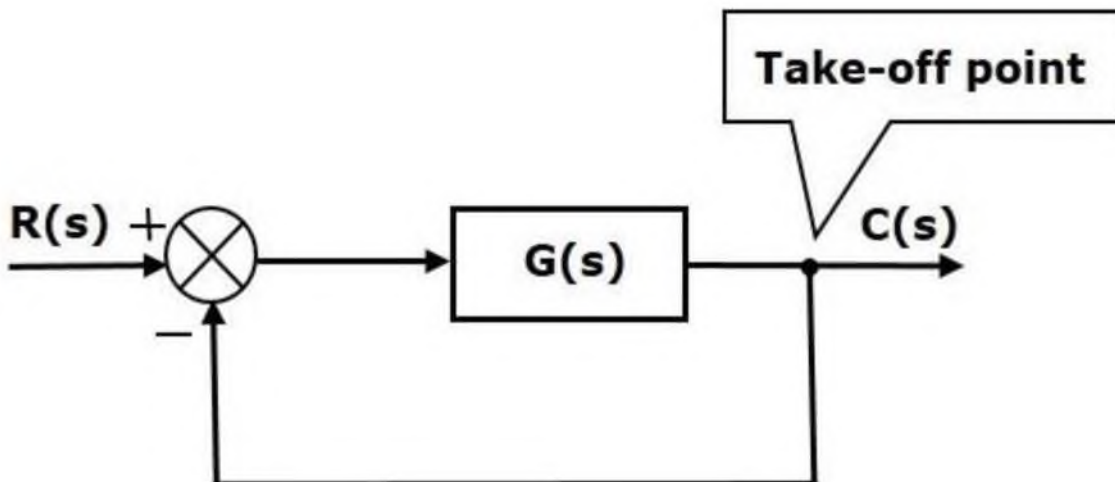 Take-off point
R(s)
+
G(s)
C(s)
−